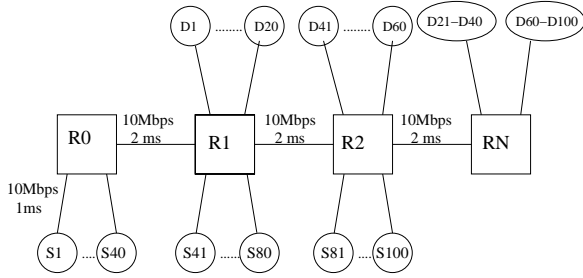 D1 ........ D20 D41 ....... D60 D21–D40 D60–D100
10Mbps 10Mbps 10Mbps
R0 R1 R2 RN
2 ms 2 ms 2 ms
10Mbps
1ms
S1 .... S40 S41 ...... S80 S81 ...... S100